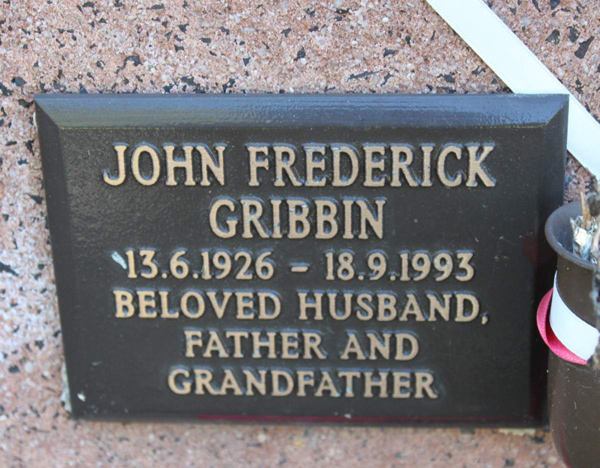 JOHN FREDERICK
GRIBBIN
13.6.1926 - 18.9.1993
BELOVED HUSBAND,
FATHER AND
GRANDFATHER